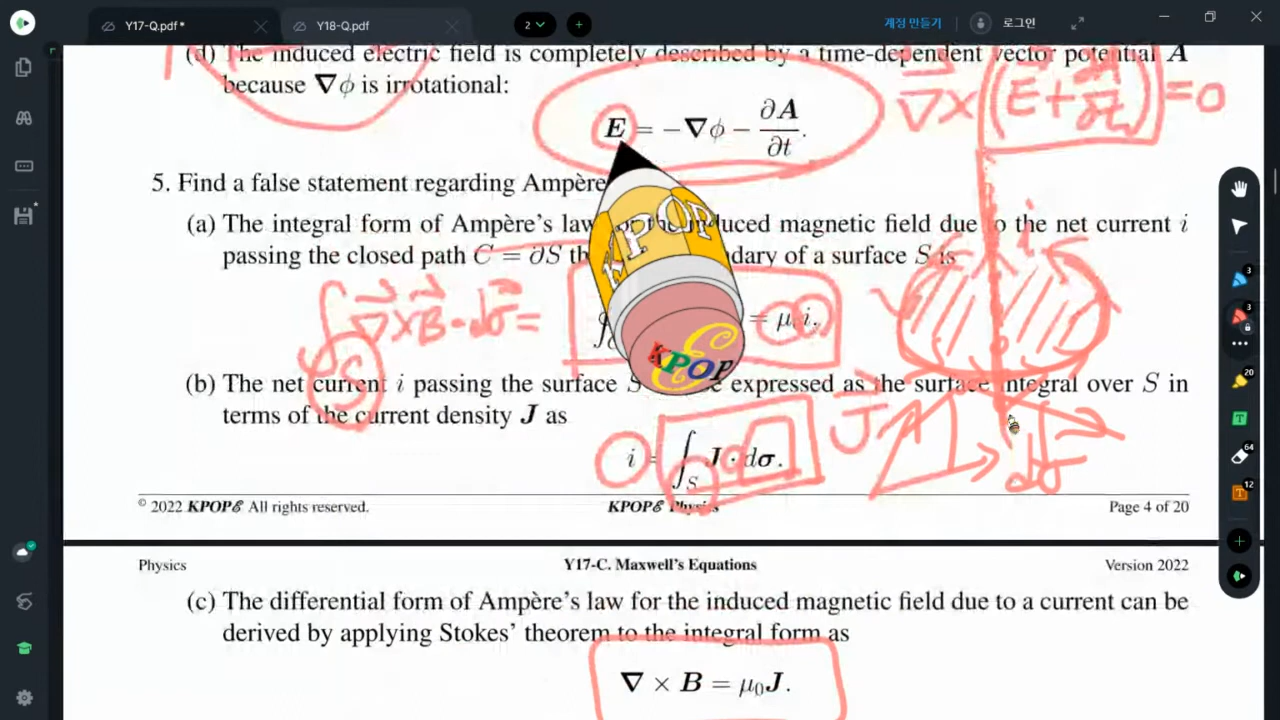 Y17-Q.pdf*
Y18-Q.pdf
2
계정 만들기
로그인
(d) The induced electric field is completely described by a time-dependent vector potential A
because ∇ϕ is irrotational:
E = −∇ϕ − ∂A/∂t.
∇ × (E + ∂A/∂t) = 0
5. Find a false statement regarding Ampère
(a) The integral form of Ampère's law for the induced magnetic field due to the net current i
passing the closed path C = ∂S th dary of a surface S is
i
∫S ∇×B·dσ =
= μ i.
(b) The net current i passing the surface S e expressed as the surface integral over S in
terms of the current density J as
i = ∫S J · dσ.
J
dσ
KPOP
KPOPE
© 2022 KPOPE All rights reserved.
KPOPE Physics
Page 4 of 20
Physics
Y17-C. Maxwell's Equations
Version 2022
(c) The differential form of Ampère's law for the induced magnetic field due to a current can be
derived by applying Stokes' theorem to the integral form as
∇ × B = μ0J.
3
3
20
64
12